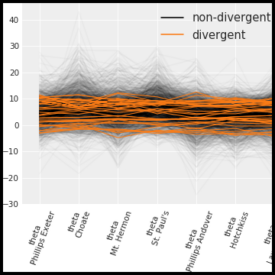 non-divergent
divergent
40
30
20
10
0
−10
−20
−30
theta
Phillips Exeter
theta
Choate
theta
Mt. Hermon
theta
St. Paul's
theta
Phillips Andover
theta
Hotchkiss
theta